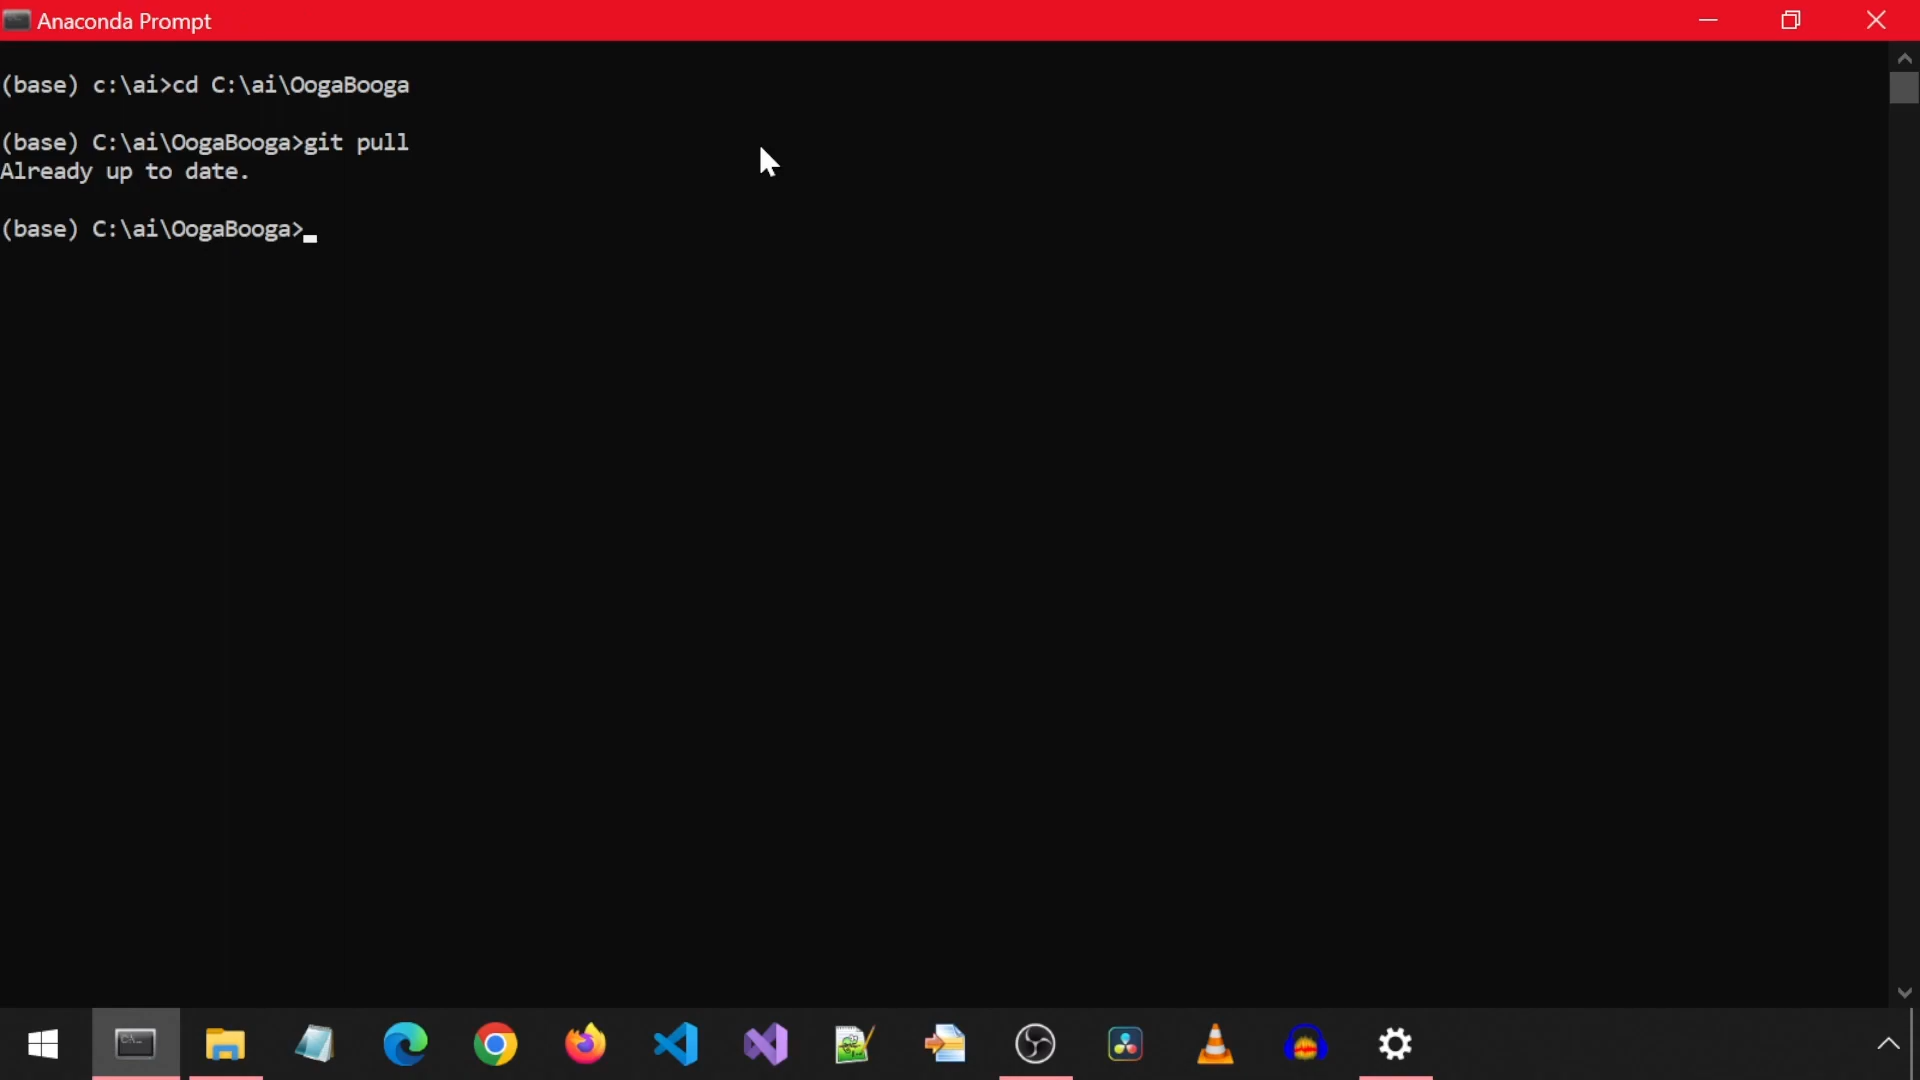 Anaconda Prompt
(base) c:\ai>cd C:\ai\OogaBooga
(base) C:\ai\OogaBooga>git pull
Already up to date.
(base) C:\ai\OogaBooga>